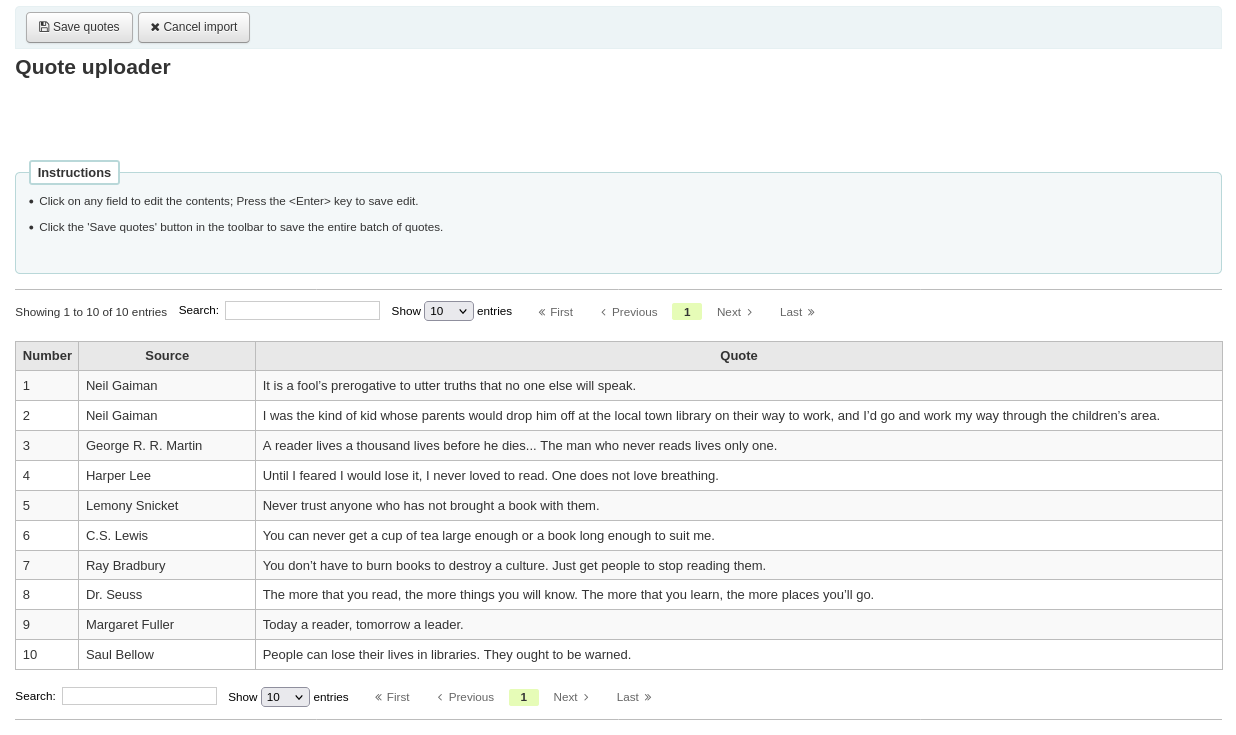 Save quotes Cancel import
Quote uploader
Instructions
• Click on any field to edit the contents; Press the <Enter> key to save edit.
• Click the 'Save quotes' button in the toolbar to save the entire batch of quotes.
Showing 1 to 10 of 10 entries Search: Show 10 entries « First ‹ Previous 1 Next › Last »
Number Source Quote
1 Neil Gaiman It is a fool’s prerogative to utter truths that no one else will speak.
2 Neil Gaiman I was the kind of kid whose parents would drop him off at the local town library on their way to work, and I’d go and work my way through the children’s area.
3 George R. R. Martin A reader lives a thousand lives before he dies... The man who never reads lives only one.
4 Harper Lee Until I feared I would lose it, I never loved to read. One does not love breathing.
5 Lemony Snicket Never trust anyone who has not brought a book with them.
6 C.S. Lewis You can never get a cup of tea large enough or a book long enough to suit me.
7 Ray Bradbury You don’t have to burn books to destroy a culture. Just get people to stop reading them.
8 Dr. Seuss The more that you read, the more things you will know. The more that you learn, the more places you’ll go.
9 Margaret Fuller Today a reader, tomorrow a leader.
10 Saul Bellow People can lose their lives in libraries. They ought to be warned.
Search: Show 10 entries « First ‹ Previous 1 Next › Last »